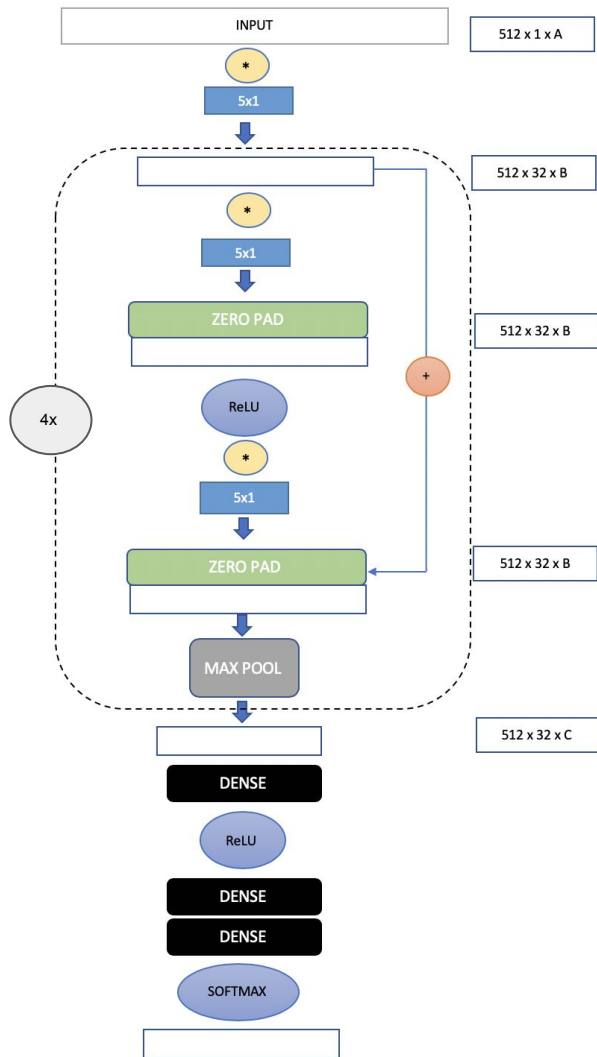 INPUT
512 x 1 x A
*
5x1
512 x 32 x B
*
5x1
ZERO PAD
512 x 32 x B
+
4x
ReLU
*
5x1
ZERO PAD
512 x 32 x B
MAX POOL
512 x 32 x C
DENSE
ReLU
DENSE
DENSE
SOFTMAX